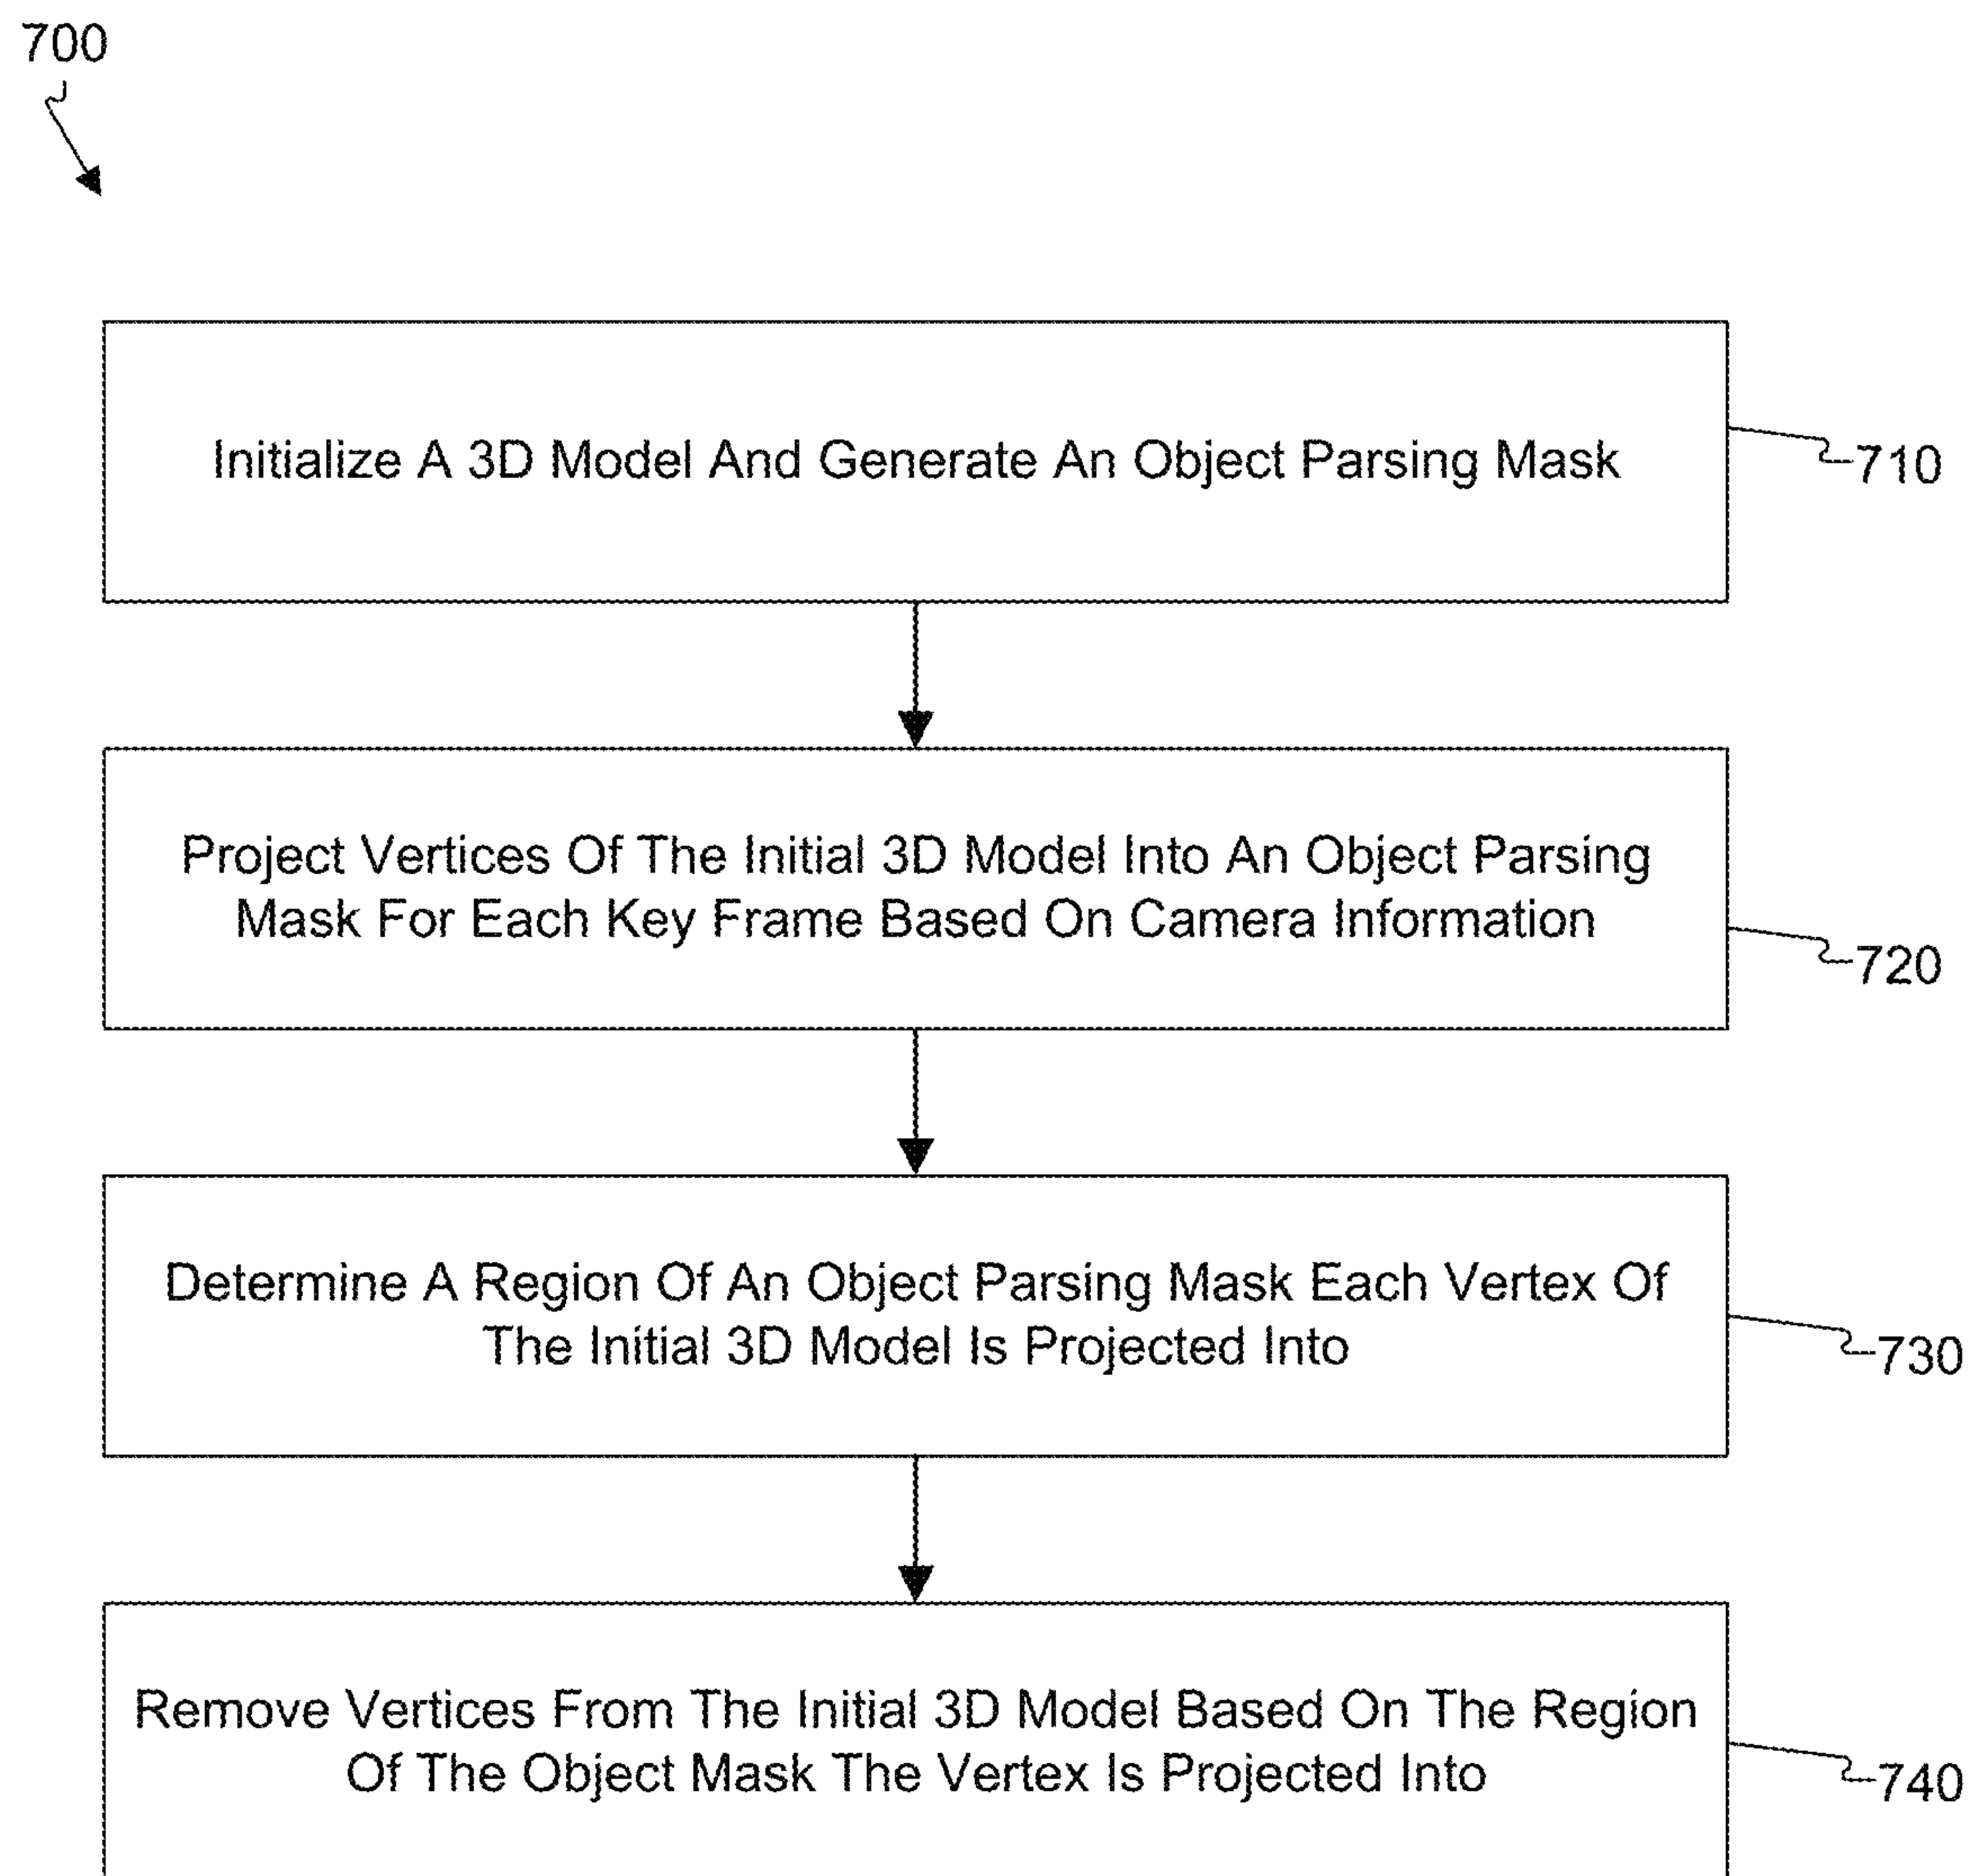 700
Initialize A 3D Model And Generate An Object Parsing Mask
710
Project Vertices Of The Initial 3D Model Into An Object Parsing
Mask For Each Key Frame Based On Camera Information
720
Determine A Region Of An Object Parsing Mask Each Vertex Of
The Initial 3D Model Is Projected Into
730
Remove Vertices From The Initial 3D Model Based On The Region
Of The Object Mask The Vertex Is Projected Into
740